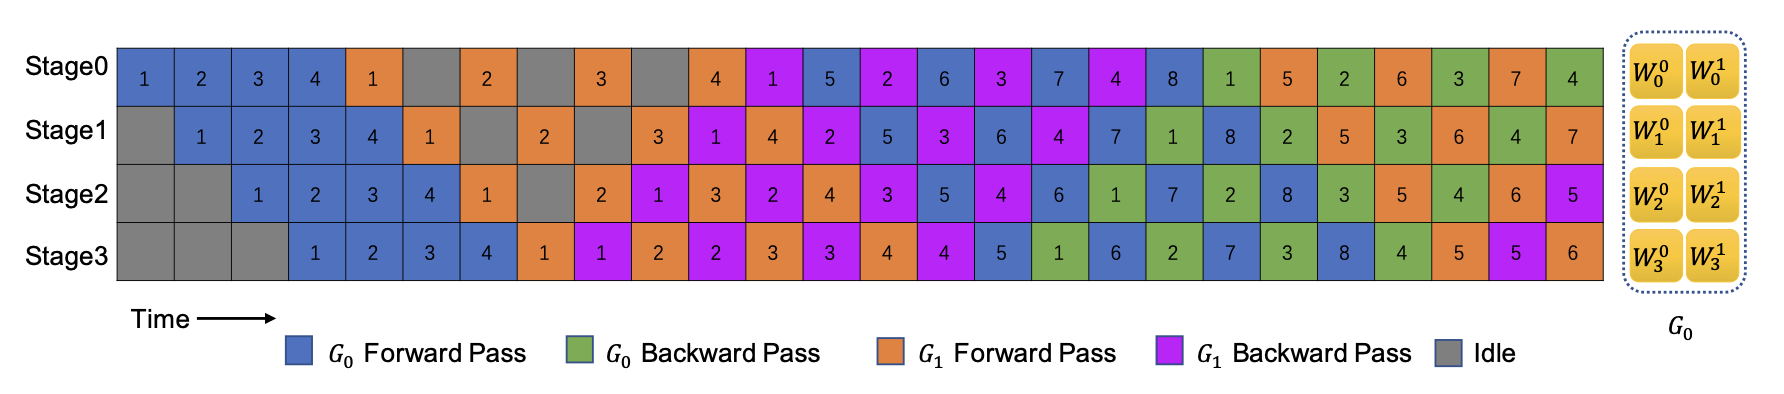 Stage0 1 2 3 4 1 2 3 4 1 5 2 6 3 7 4 8 1 5 2 6 3 7 4 W_0^0 W_0^1
Stage1 1 2 3 4 1 2 3 1 4 2 5 3 6 4 7 1 8 2 5 3 6 4 7 W_1^0 W_1^1
Stage2 1 2 3 4 1 2 1 3 2 4 3 5 4 6 1 7 2 8 3 5 4 6 5 W_2^0 W_2^1
Stage3 1 2 3 4 1 1 2 2 3 3 4 4 5 1 6 2 7 3 8 4 5 5 6 W_3^0 W_3^1
Time
G_0
G_0 Forward Pass G_0 Backward Pass G_1 Forward Pass G_1 Backward Pass Idle